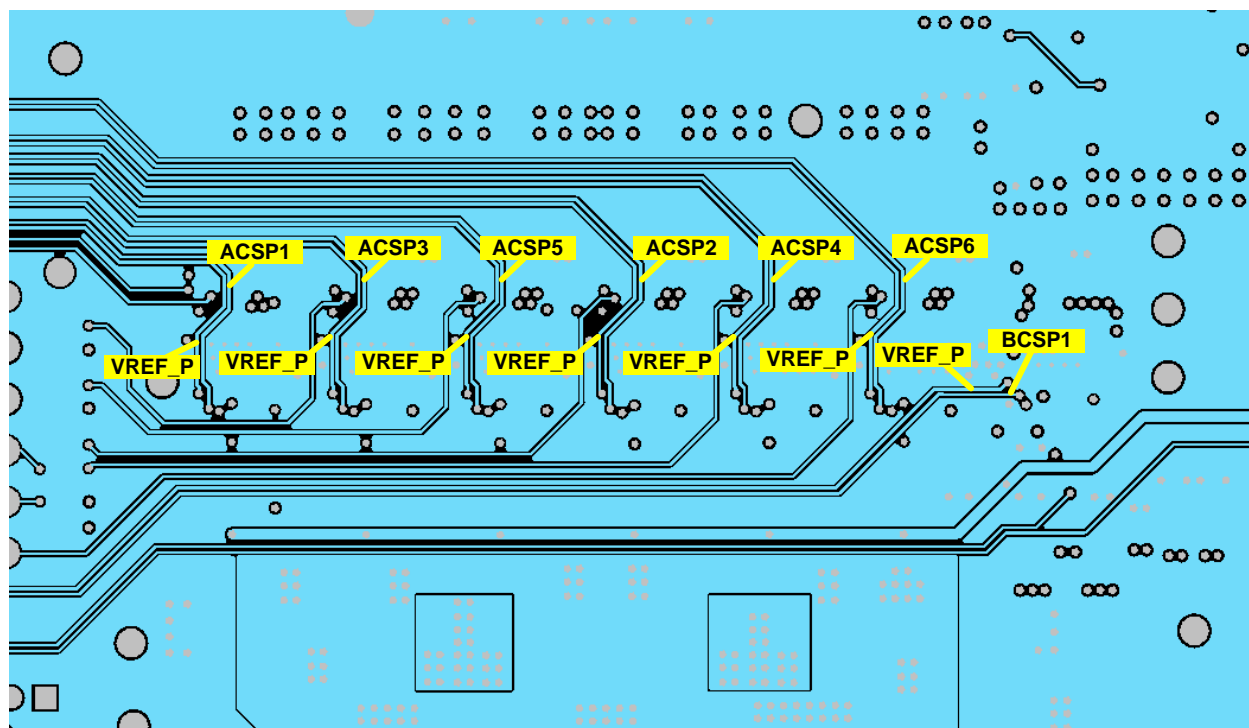 ACSP1
ACSP3
ACSP5
ACSP2
ACSP4
ACSP6
VREF_P
VREF_P
VREF_P
VREF_P
VREF_P
VREF_P
VREF_P
BCSP1